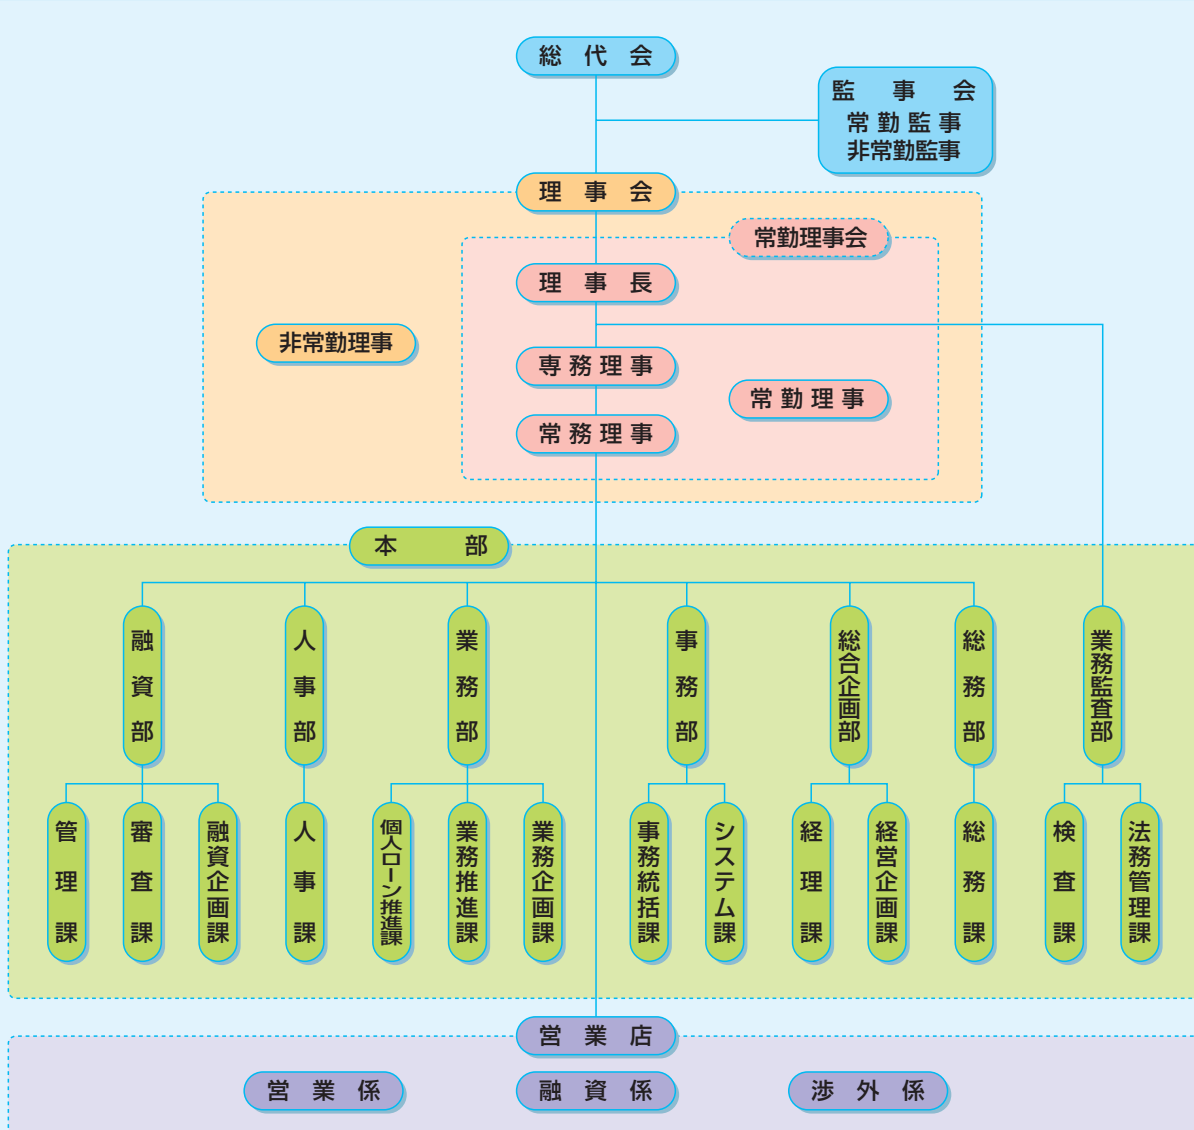 総代会
監事会
常勤監事
非常勤監事
理事会
常勤理事会
理事長
非常勤理事
専務理事
常勤理事
常務理事
本部
融資部
人事部
業務部
事務部
総合企画部
総務部
業務監査部
管理課
審査課
融資企画課
人事課
個人ローン推進課
業務推進課
業務企画課
事務統括課
システム課
経理課
経営企画課
総務課
検査課
法務管理課
営業店
営業係
融資係
渉外係